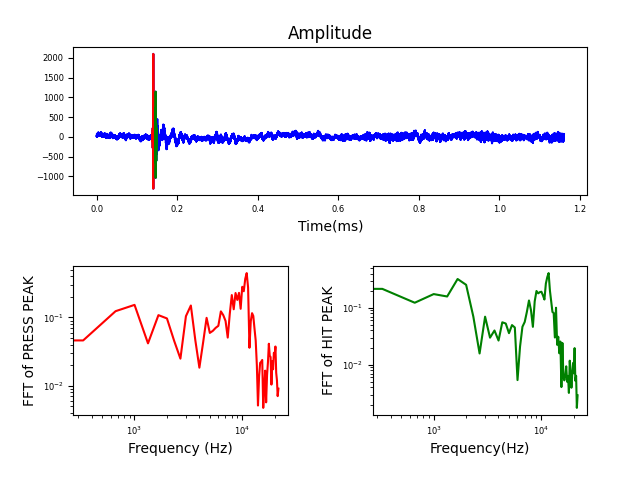 Amplitude
2000
1500
1000
500
0
−500
−1000
0.0 0.2 0.4 0.6 0.8 1.0 1.2
Time(ms)
FFT of PRESS PEAK
10⁻¹
10⁻²
10³ 10⁴
Frequency (Hz)
FFT of HIT PEAK
10⁻¹
10⁻²
10³ 10⁴
Frequency(Hz)